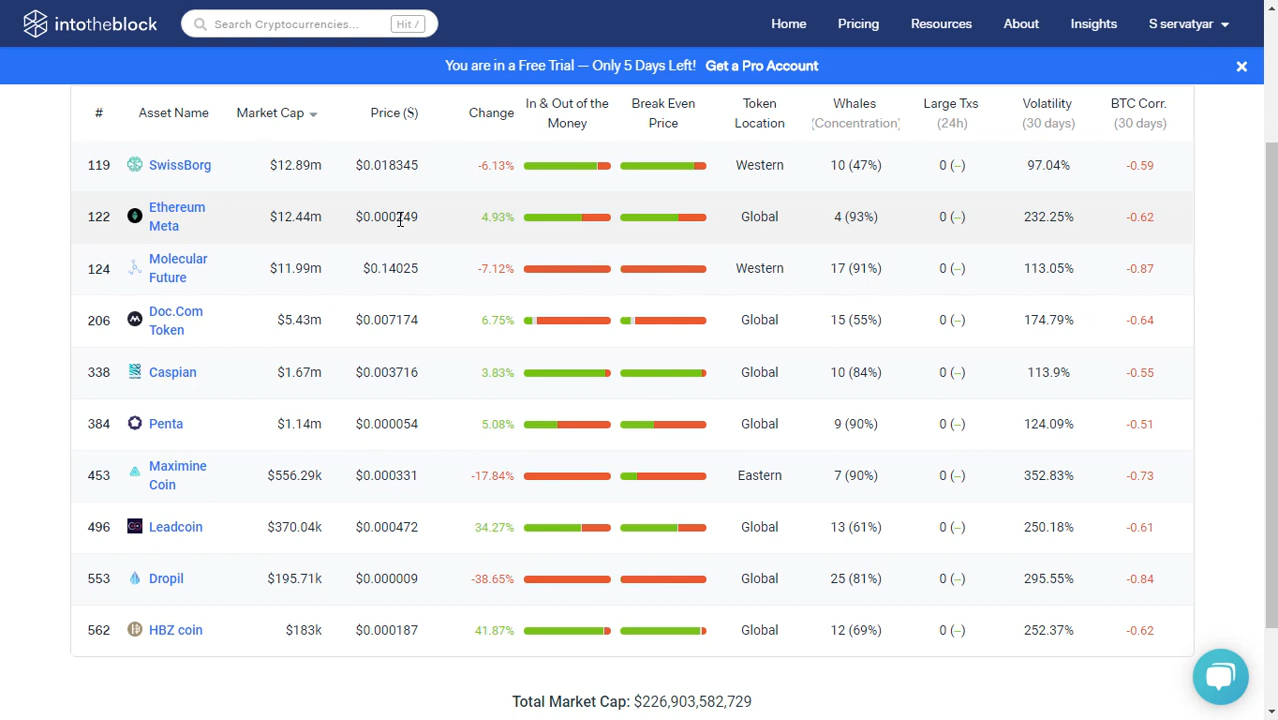 intotheblock
Search Cryptocurrencies... Hit /
Home Pricing Resources About Insights S servatyar
You are in a Free Trial — Only 5 Days Left! Get a Pro Account
# Asset Name Market Cap Price ($) Change In & Out of the Money Break Even Price Token Location Whales (Concentration) Large Txs (24h) Volatility (30 days) BTC Corr. (30 days)
119 SwissBorg $12.89m $0.018345 -6.13% Western 10 (47%) 0 (–) 97.04% -0.59
122 Ethereum Meta $12.44m 4.93% Global 4 (93%) 0 (–) 232.25% -0.62
124 Molecular Future $11.99m $0.14025 -7.12% Western 17 (91%) 0 (–) 113.05% -0.87
206 Doc.Com Token $5.43m $0.007174 6.75% Global 15 (55%) 0 (–) 174.79% -0.64
338 Caspian $1.67m $0.003716 3.83% Global 10 (84%) 0 (–) 113.9% -0.55
384 Penta $1.14m $0.000054 5.08% Global 9 (90%) 0 (–) 124.09% -0.51
453 Maximine Coin $556.29k $0.000331 -17.84% Eastern 7 (90%) 0 (–) 352.83% -0.73
496 Leadcoin $370.04k $0.000472 34.27% Global 13 (61%) 0 (–) 250.18% -0.61
553 Dropil $195.71k $0.000009 -38.65% Global 25 (81%) 0 (–) 295.55% -0.84
562 HBZ coin $183k $0.000187 41.87% Global 12 (69%) 0 (–) 252.37% -0.62
Total Market Cap: $226,903,582,729